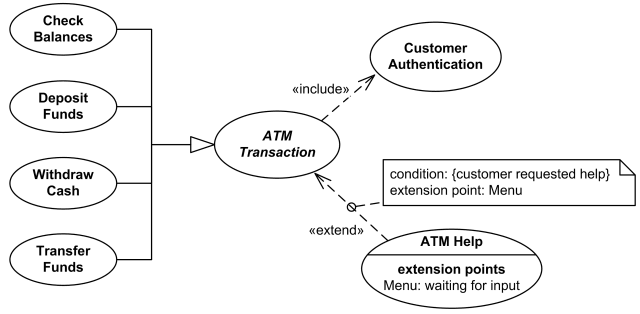 Check
Balances
Deposit
Funds
Withdraw
Cash
Transfer
Funds
ATM
Transaction
«include»
Customer
Authentication
condition: {customer requested help}
extension point: Menu
«extend»
ATM Help
extension points
Menu: waiting for input